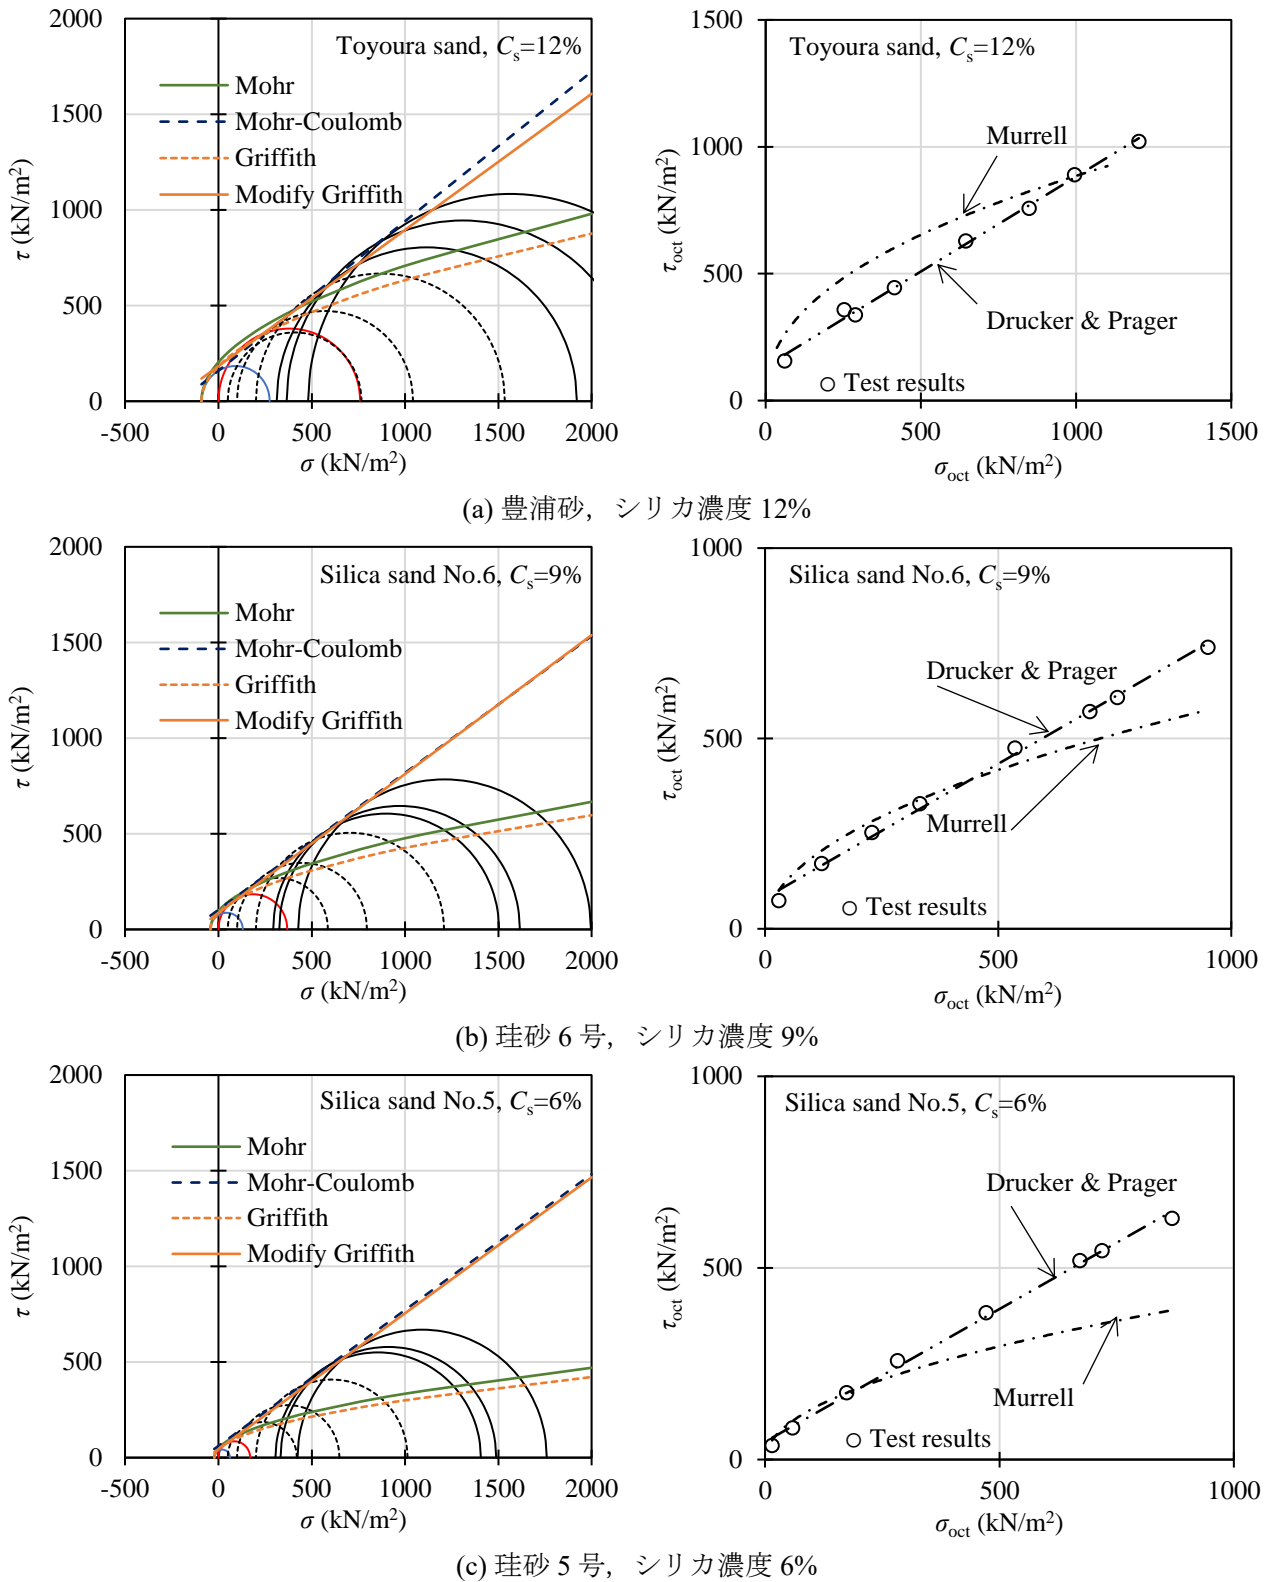 2000
Toyoura sand, Cs=12%
Mohr
1500
Mohr-Coulomb
Griffith
Modify Griffith
1000
500
0
τ (kN/m²)
-500 0 500 1000 1500 2000
σ (kN/m²)
1500
Toyoura sand, Cs=12%
Murrell
1000
τoct (kN/m²)
500
Drucker & Prager
Test results
0
0 500 1000 1500
σoct (kN/m²)
(a) 豊浦砂，シリカ濃度 12%
2000
Silica sand No.6, Cs=9%
Mohr
Mohr-Coulomb
1500
Griffith
Modify Griffith
1000
500
0
τ (kN/m²)
-500 0 500 1000 1500 2000
σ (kN/m²)
1000
Silica sand No.6, Cs=9%
Drucker & Prager
τoct (kN/m²)
500
Murrell
Test results
0
0 500 1000
σoct (kN/m²)
(b) 珪砂 6 号，シリカ濃度 9%
2000
Silica sand No.5, Cs=6%
Mohr
1500
Mohr-Coulomb
Griffith
Modify Griffith
1000
500
0
τ (kN/m²)
-500 0 500 1000 1500 2000
σ (kN/m²)
1000
Silica sand No.5, Cs=6%
Drucker & Prager
τoct (kN/m²)
500
Murrell
Test results
0
0 500 1000
σoct (kN/m²)
(c) 珪砂 5 号，シリカ濃度 6%